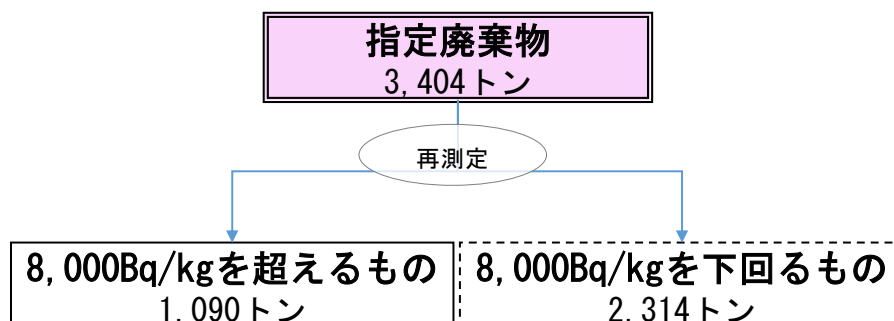 指定廃棄物
3,404トン
再測定
8,000Bq/kgを超えるもの
1,090トン
8,000Bq/kgを下回るもの
2,314トン